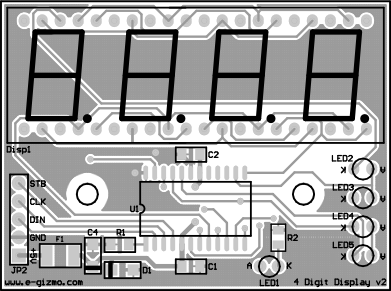 Disp1
C2
LED2
K A
STB
LED3
K A
CLK
U1
DIN
LED4
K A
GND
F1
C4
R1
R2
LED5
K A
+5V
JP2
D1
C1
A K
www.e-gizmo.com
LED1
4 Digit Display v2